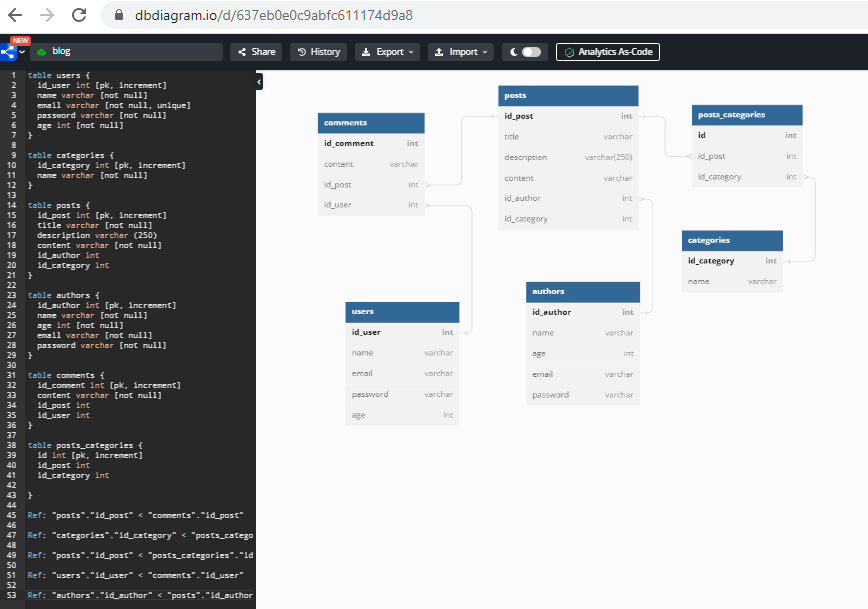 dbdiagram.io/d/637eb0e0c9abfc611174d9a8
NEW
blog
Share
History
Export
Import
Analytics As-Code
1 table users {
2 id_user int [pk, increment]
3 name varchar [not null]
4 email varchar [not null, unique]
5 password varchar [not null]
6 age int [not null]
7 }
8
9 table categories {
10 id_category int [pk, increment]
11 name varchar [not null]
12 }
13
14 table posts {
15 id_post int [pk, increment]
16 title varchar [not null]
17 description varchar (250)
18 content varchar [not null]
19 id_author int
20 id_category int
21 }
22
23 table authors {
24 id_author int [pk, increment]
25 name varchar [not null]
26 age int [not null]
27 email varchar [not null]
28 password varchar [not null]
29 }
30
31 table comments {
32 id_comment int [pk, increment]
33 content varchar [not null]
34 id_post int
35 id_user int
36 }
37
38 table posts_categories {
39 id int [pk, increment]
40 id_post int
41 id_category int
42
43 }
44
45 Ref: "posts"."id_post" < "comments"."id_post"
46
47 Ref: "categories"."id_category" < "posts_catego
48
49 Ref: "posts"."id_post" < "posts_categories"."id
50
51 Ref: "users"."id_user" < "comments"."id_user"
52
53 Ref: "authors"."id_author" < "posts"."id_author
comments
id_comment int
content varchar
id_post int
id_user int
posts
id_post int
title varchar
description varchar(250)
content varchar
id_author int
id_category int
posts_categories
id int
id_post int
id_category int
categories
id_category int
name varchar
users
id_user int
name varchar
email varchar
password varchar
age int
authors
id_author int
name varchar
age int
email varchar
password varchar